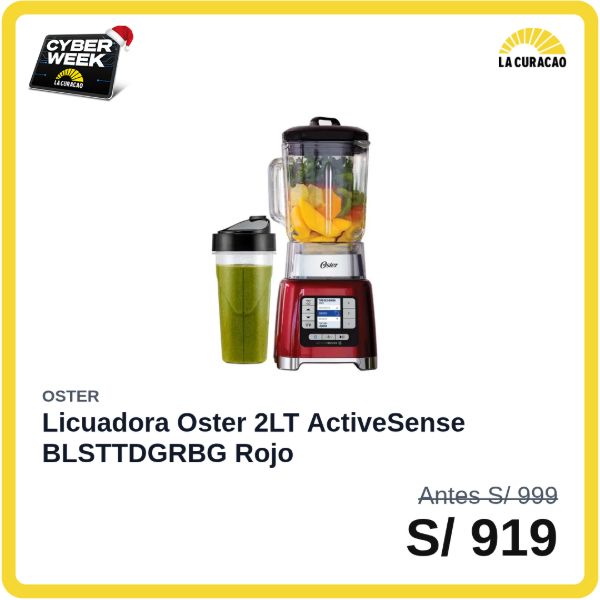 CYBER
WEEK
LA CURACAO
LA CURACAO
Oster
OSTER
Licuadora Oster 2LT ActiveSense
BLSTTDGRBG Rojo
Antes S/ 999
S/ 919